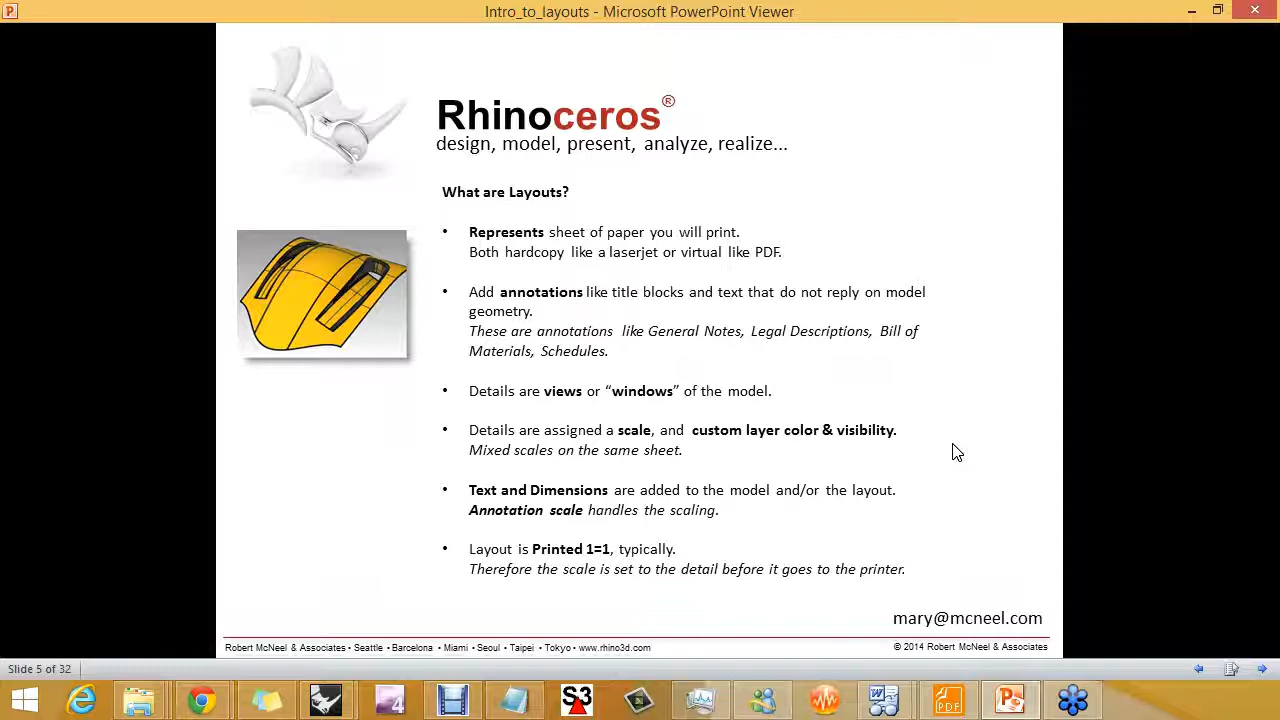 Intro_to_layouts - Microsoft PowerPoint Viewer
Rhinoceros®
design, model, present, analyze, realize...
What are Layouts?
• Represents sheet of paper you will print.
Both hardcopy like a laserjet or virtual like PDF.
• Add annotations like title blocks and text that do not reply on model
geometry.
These are annotations like General Notes, Legal Descriptions, Bill of
Materials, Schedules.
• Details are views or “windows” of the model.
• Details are assigned a scale, and custom layer color & visibility.
Mixed scales on the same sheet.
• Text and Dimensions are added to the model and/or the layout.
Annotation scale handles the scaling.
• Layout is Printed 1=1, typically.
Therefore the scale is set to the detail before it goes to the printer.
mary@mcneel.com
Robert McNeel & Associates • Seattle • Barcelona • Miami • Seoul • Taipei • Tokyo • www.rhino3d.com
© 2014 Robert McNeel & Associates
Slide 5 of 32
4
S3
PDF